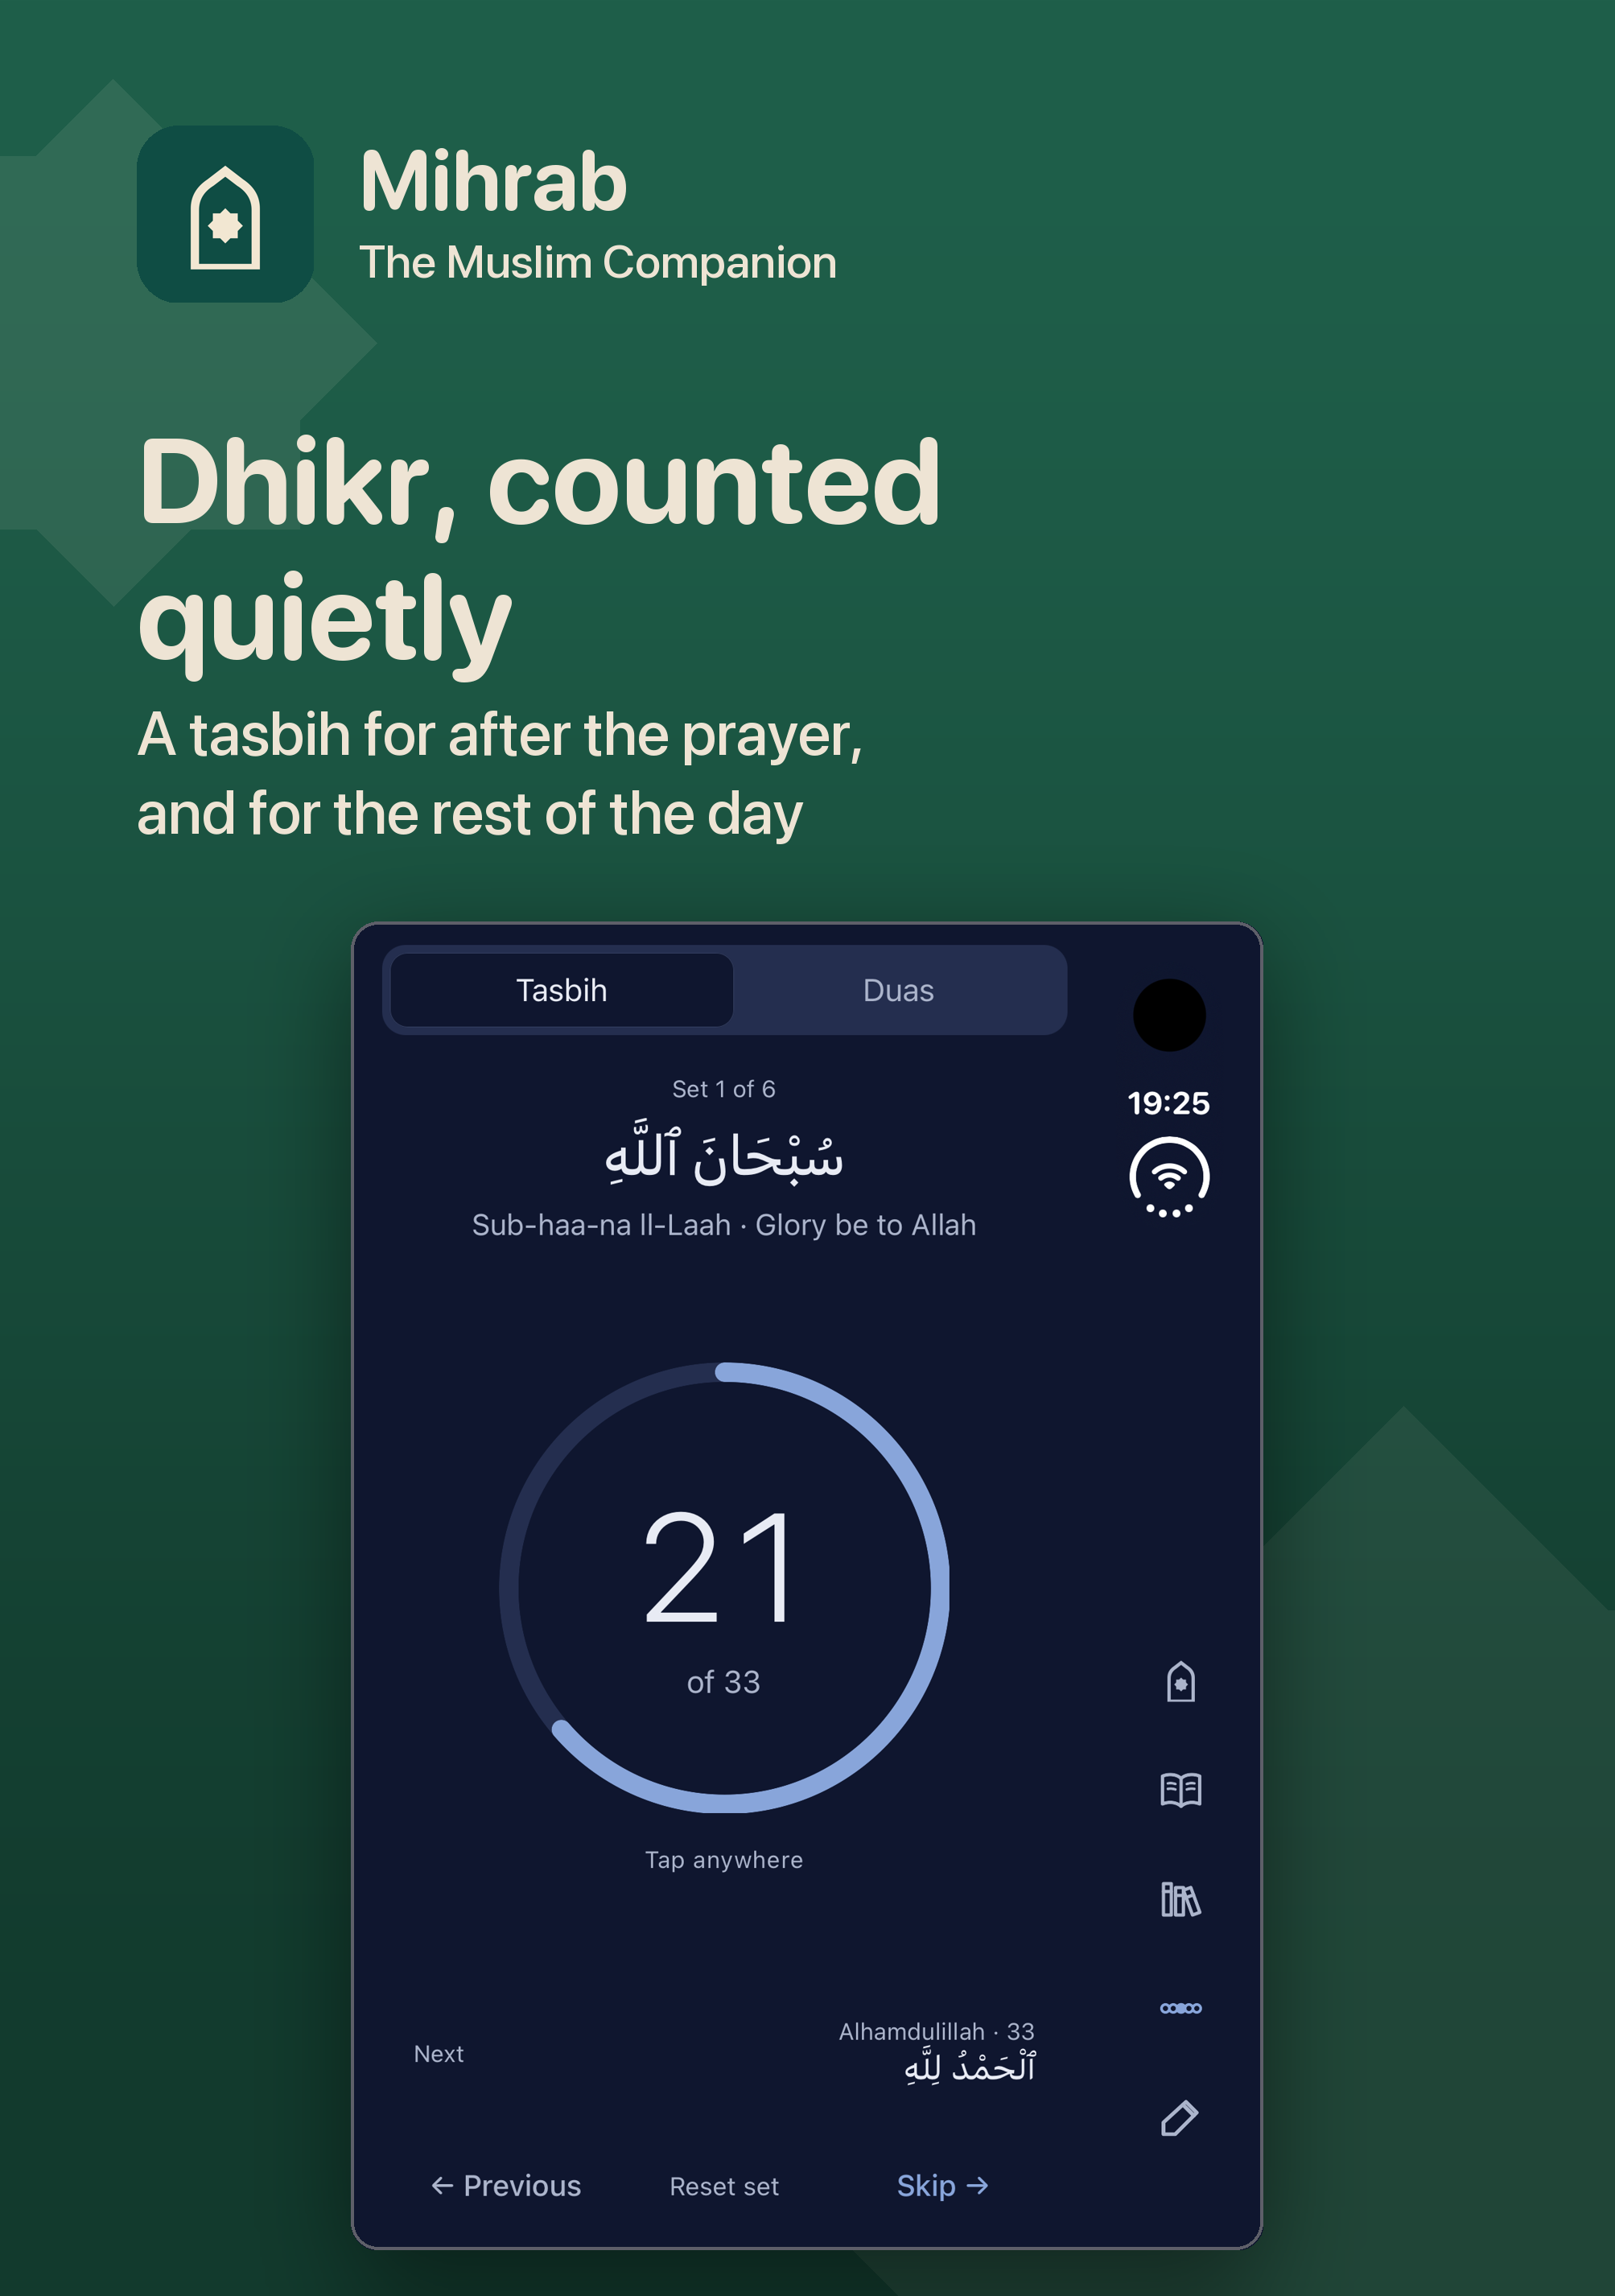 Mihrab
The Muslim Companion
Dhikr, counted
quietly
A tasbih for after the prayer,
and for the rest of the day
Tasbih
Duas
19:25
Set 1 of 6
سُبْحَانَ ٱللَّهِ
Sub-haa-na ll-Laah · Glory be to Allah
21
of 33
Tap anywhere
Next
Alhamdulillah · 33
ٱلْحَمْدُ لِلَّهِ
← Previous
Reset set
Skip →